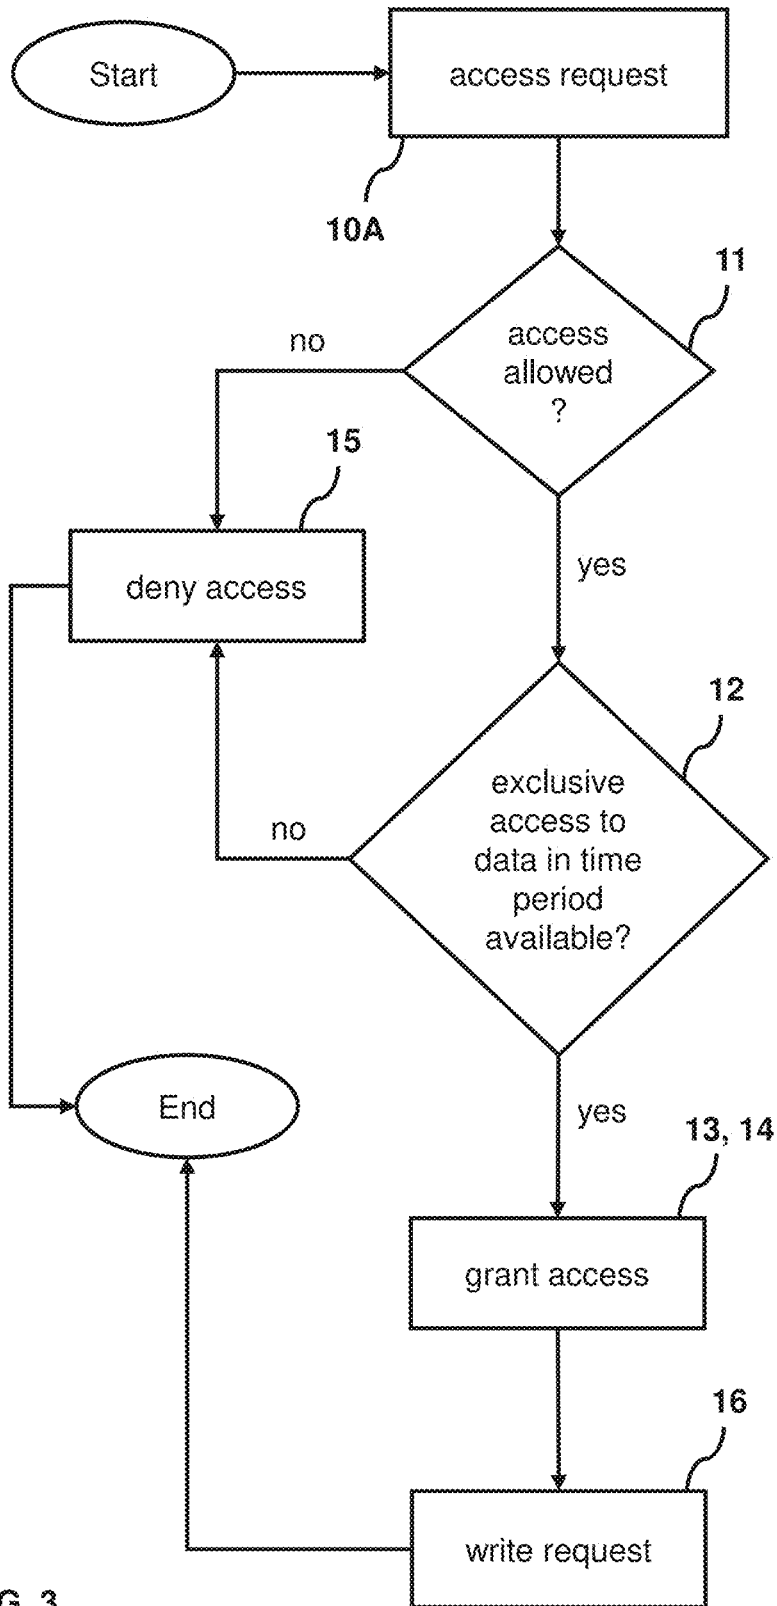 Start
access request
10A
11
access
allowed
?
no
15
yes
deny access
12
exclusive
access to
data in time
period
available?
no
End
yes
13, 14
grant access
16
write request
G. 3